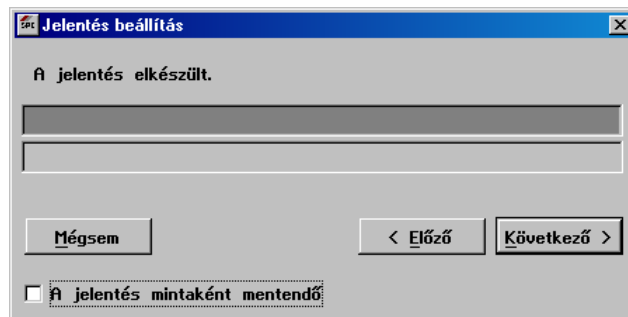 Jelentés beállítás
A jelentés elkészült.
Mégsem
< Előző
Következő >
A jelentés mintaként mentendő